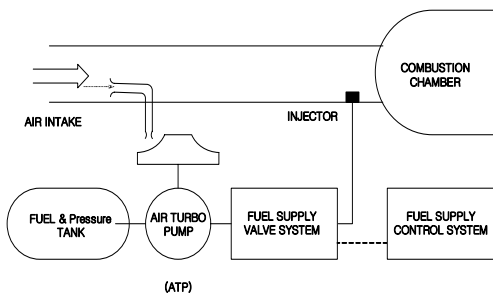 COMBUSTION
CHAMBER
AIR INTAKE
INJECTOR
FUEL & Pressure
TANK
AIR TURBO
PUMP
FUEL SUPPLY
VALVE SYSTEM
FUEL SUPPLY
CONTROL SYSTEM
(ATP)